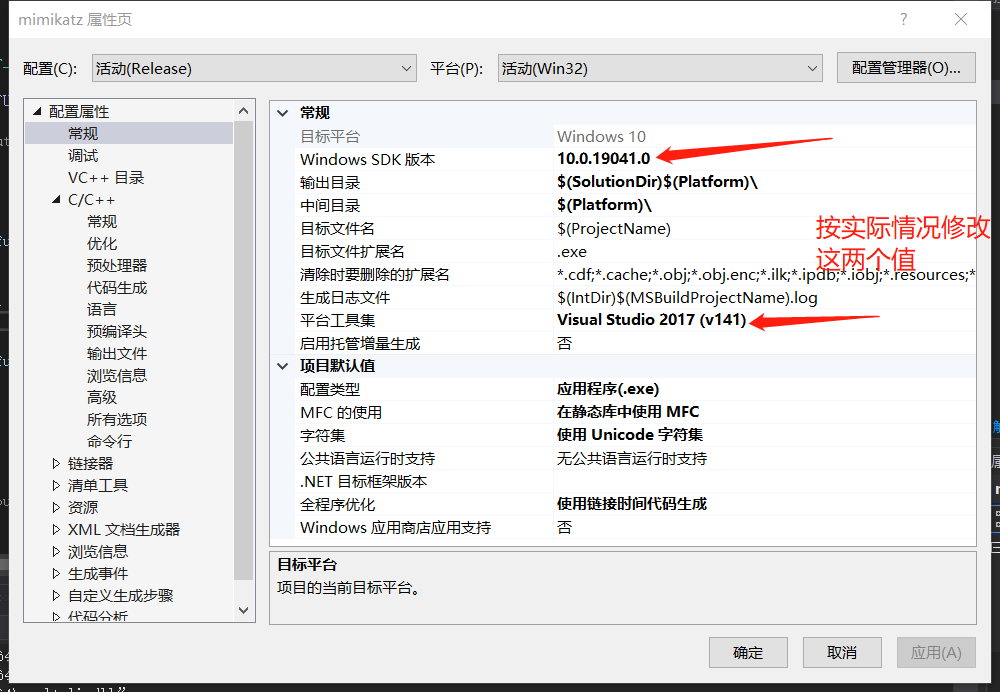 mimikatz 属性页
?
配置(C): 活动(Release) 平台(P): 活动(Win32) 配置管理器(O)...
配置属性
常规
调试
VC++ 目录
C/C++
常规
优化
预处理器
代码生成
语言
预编译头
输出文件
浏览信息
高级
所有选项
命令行
链接器
清单工具
资源
XML 文档生成器
浏览信息
生成事件
自定义生成步骤
代码分析
常规
目标平台 Windows 10
Windows SDK 版本 10.0.19041.0
输出目录 $(SolutionDir)$(Platform)\
中间目录 $(Platform)\
目标文件名 $(ProjectName)
目标文件扩展名 .exe
清除时要删除的扩展名 *.cdf;*.cache;*.obj;*.obj.enc;*.ilk;*.ipdb;*.iobj;*.resources;*
生成日志文件 $(IntDir)$(MSBuildProjectName).log
平台工具集 Visual Studio 2017 (v141)
启用托管增量生成 否
项目默认值
配置类型 应用程序(.exe)
MFC 的使用 在静态库中使用 MFC
字符集 使用 Unicode 字符集
公共语言运行时支持 无公共语言运行时支持
.NET 目标框架版本
全程序优化 使用链接时间代码生成
Windows 应用商店应用支持 否
按实际情况修改
这两个值
目标平台
项目的当前目标平台。
确定 取消 应用(A)